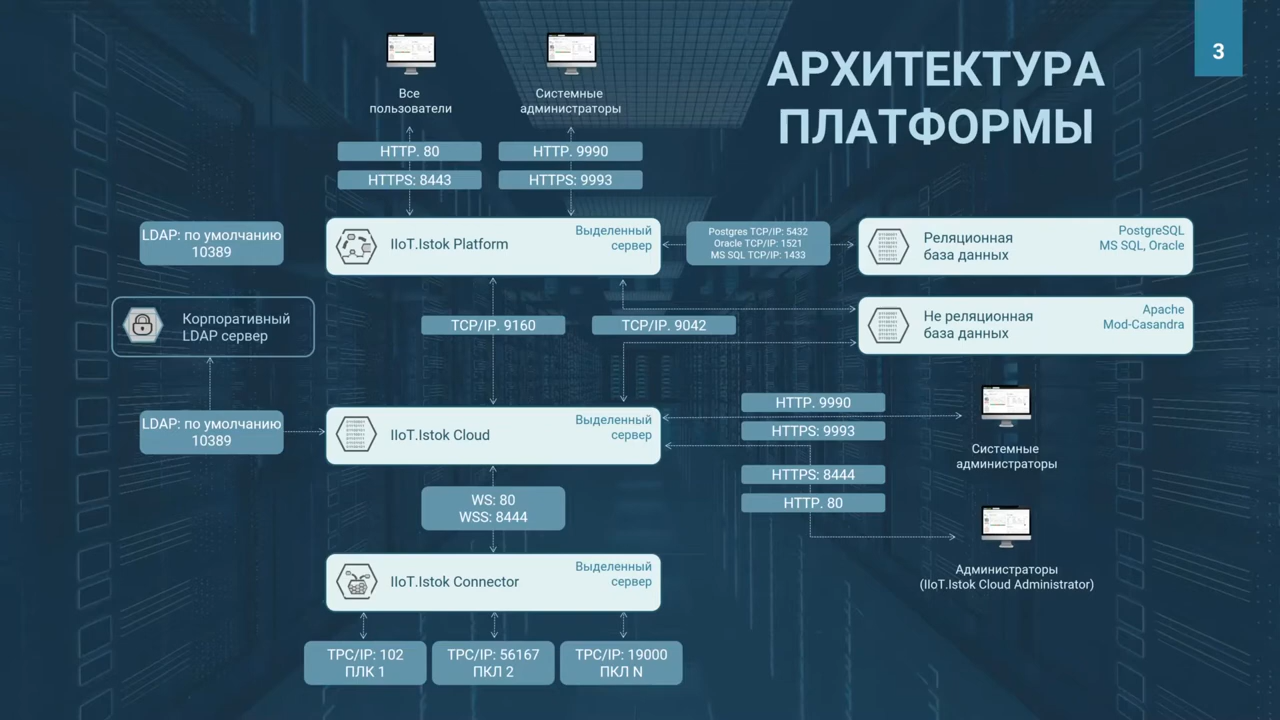 3
АРХИТЕКТУРА
ПЛАТФОРМЫ
Все
пользователи
Системные
администраторы
HTTP. 80
HTTPS: 8443
HTTP. 9990
HTTPS: 9993
LDAP: по умолчанию
10389
IIoT.Istok Platform
Выделенный
сервер
Postgres TCP/IP: 5432
Oracle TCP/IP: 1521
MS SQL TCP/IP: 1433
Реляционная
база данных
PostgreSQL
MS SQL, Oracle
Корпоративный
LDAP сервер
TCP/IP. 9160
TCP/IP. 9042
Не реляционная
база данных
Apache
Mod-Casandra
LDAP: по умолчанию
10389
IIoT.Istok Cloud
Выделенный
сервер
HTTP. 9990
HTTPS: 9993
Системные
администраторы
HTTPS: 8444
HTTP. 80
WS: 80
WSS: 8444
Администраторы
(IIoT.Istok Cloud Administrator)
IIoT.Istok Connector
Выделенный
сервер
TPC/IP: 102
ПЛК 1
TPC/IP: 56167
ПКЛ 2
TPC/IP: 19000
ПКЛ N